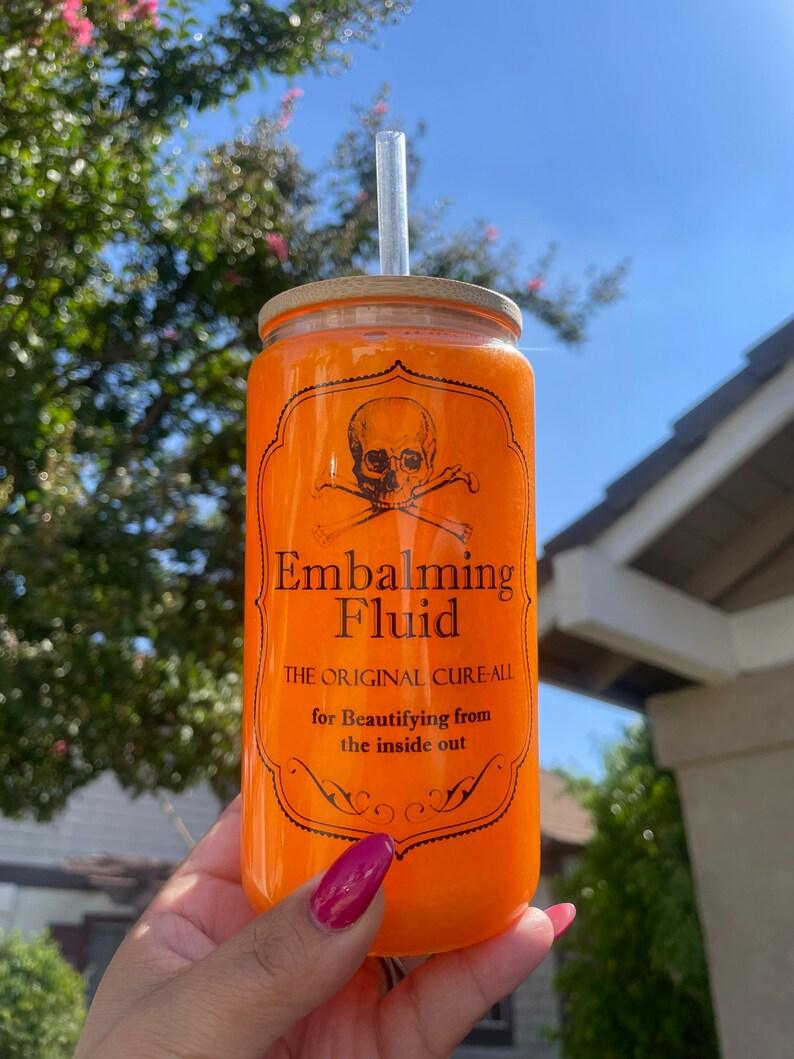 Embalming
Fluid
THE ORIGINAL CURE-ALL
for Beautifying from
the inside out